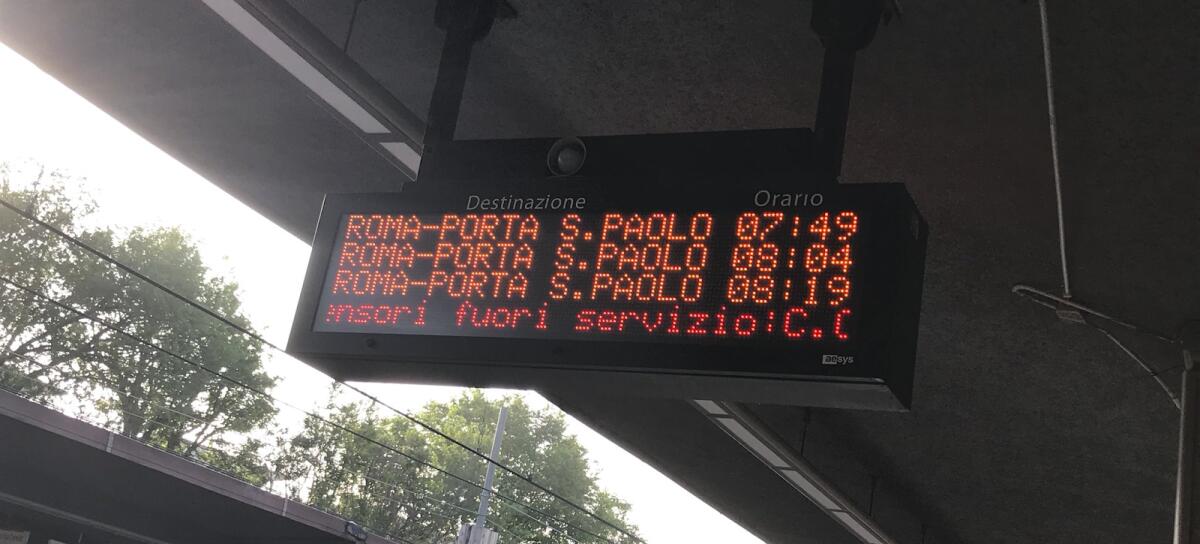 Destinazione Orario
ROMA-PORTA S.PAOLO 07:49
ROMA-PORTA S.PAOLO 08:04
ROMA-PORTA S.PAOLO 08:19
ensori fuori servizio:C.C
aesys